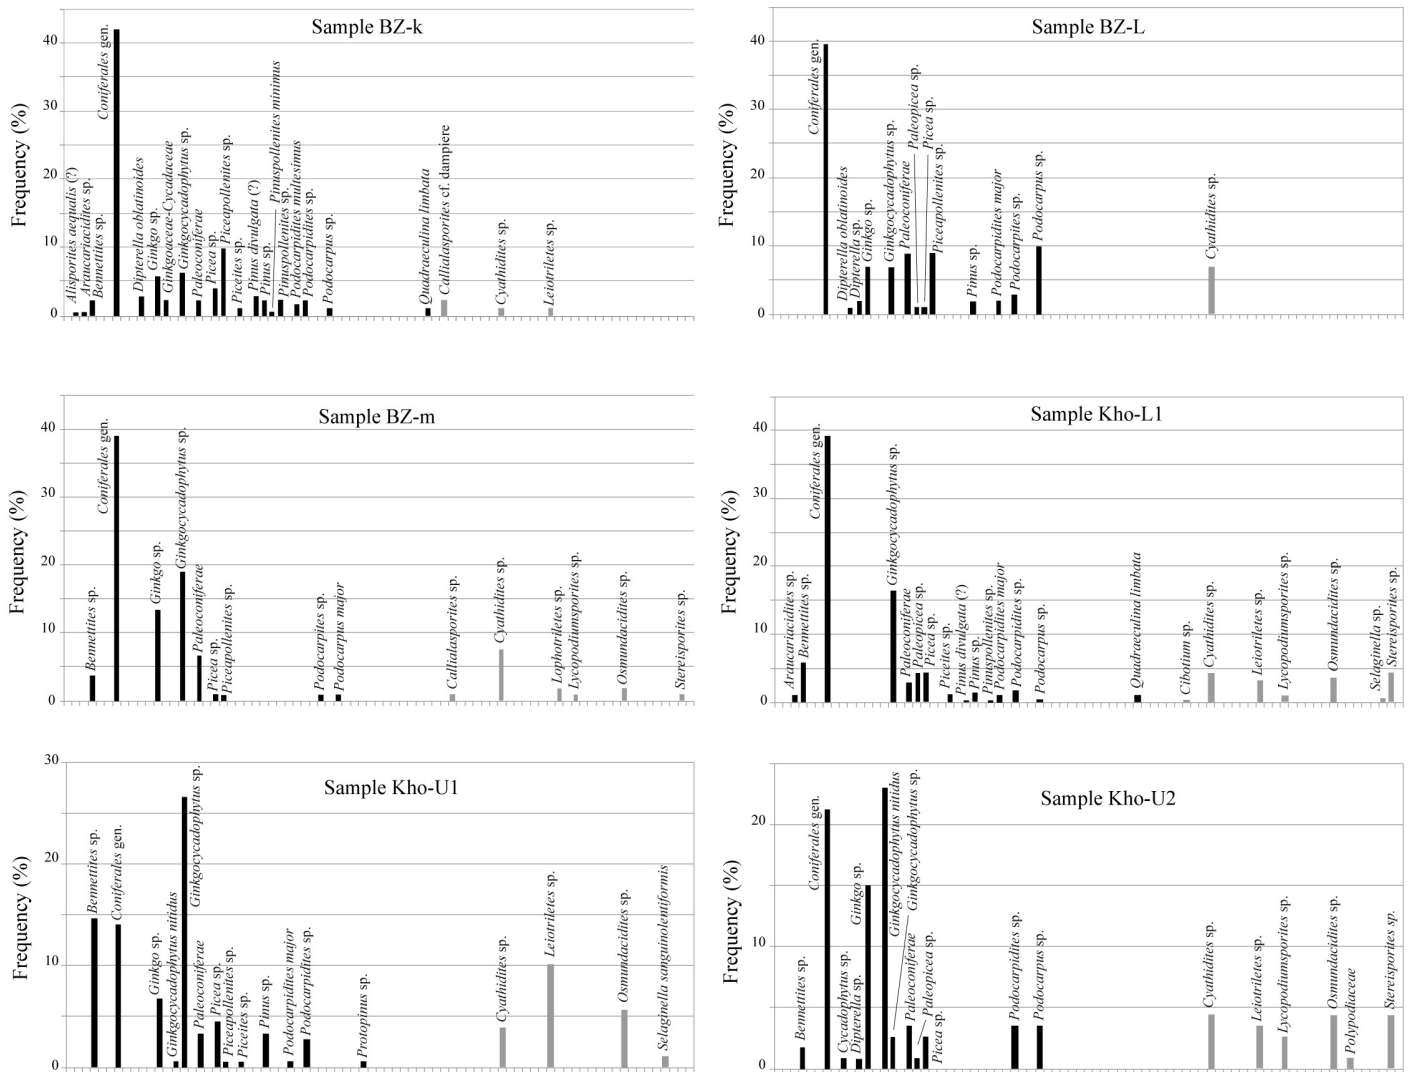 Sample BZ-k
Frequency (%)
40
30
20
10
0
Alisporites aequalis (?)
Araucariacidites sp.
Bennettites sp.
Coniferales gen.
Dipterella oblatinoides
Ginkgo sp.
Ginkgoaceae-Cycadaceae
Ginkgocycadophytus sp.
Paleoconiferae
Picea sp.
Piceapollenites sp.
Piceites sp.
Pinus divulgata (?)
Pinus sp.
Pinuspollenites minimus
Pinuspollenites sp.
Podocarpidites multesimus
Podocarpidites sp.
Podocarpus sp.
Quadraeculina limbata
Callialasporites cf. dampiere
Cyathidites sp.
Leiotriletes sp.
Sample BZ-L
Frequency (%)
40
30
20
10
0
Coniferales gen.
Dipterella oblatinoides
Dipterella sp.
Ginkgo sp.
Ginkgocycadophytus sp.
Paleoconiferae
Paleopicea sp.
Picea sp.
Piceapollenites sp.
Pinus sp.
Podocarpidites major
Podocarpites sp.
Podocarpus sp.
Cyathidites sp.
Sample BZ-m
Frequency (%)
40
30
20
10
0
Bennettites sp.
Coniferales gen.
Ginkgo sp.
Ginkgocycadophytus sp.
Paleoconiferae
Picea sp.
Piceapollenites sp.
Podocarpites sp.
Podocarpus major
Callialasporites sp.
Cyathidites sp.
Lophotriletes sp.
Lycopodiumsporites sp.
Osmundacidites sp.
Stereisporites sp.
Sample Kho-L1
Frequency (%)
40
30
20
10
0
Araucariacidites sp.
Bennettites sp.
Coniferales gen.
Ginkgocycadophytus sp.
Paleoconiferae
Paleopicea sp.
Picea sp.
Piceites sp.
Pinus divulgata (?)
Pinus sp.
Pinuspollenites sp.
Podocarpidites major
Podocarpidites sp.
Podocarpus sp.
Quadraeculina limbata
Cibotium sp.
Cyathidites sp.
Leiotriletes sp.
Lycopodiumsporites sp.
Osmundacidites sp.
Selaginella sp.
Stereisporites sp.
Sample Kho-U1
Frequency (%)
30
20
10
0
Bennettites sp.
Coniferales gen.
Ginkgo sp.
Ginkgocycadophytus nitidus
Ginkgocycadophytus sp.
Paleoconiferae
Picea sp.
Piceapollenites sp.
Piceites sp.
Pinus sp.
Podocarpidites major
Podocarpidites sp.
Protopinus sp.
Cyathidites sp.
Leiotriletes sp.
Osmundacidites sp.
Selaginella sanguinolentiformis
Sample Kho-U2
Frequency (%)
20
10
0
Bennettites sp.
Coniferales gen.
Cycadophytus sp.
Dipterella sp.
Ginkgo sp.
Ginkgocycadophytus nitidus
Ginkgocycadophytus sp.
Paleoconiferae
Paleopicea sp.
Picea sp.
Podocarpidites sp.
Podocarpus sp.
Cyathidites sp.
Leiotriletes sp.
Lycopodiumsporites sp.
Osmundacidites sp.
Polypodiaceae
Stereisporites sp.